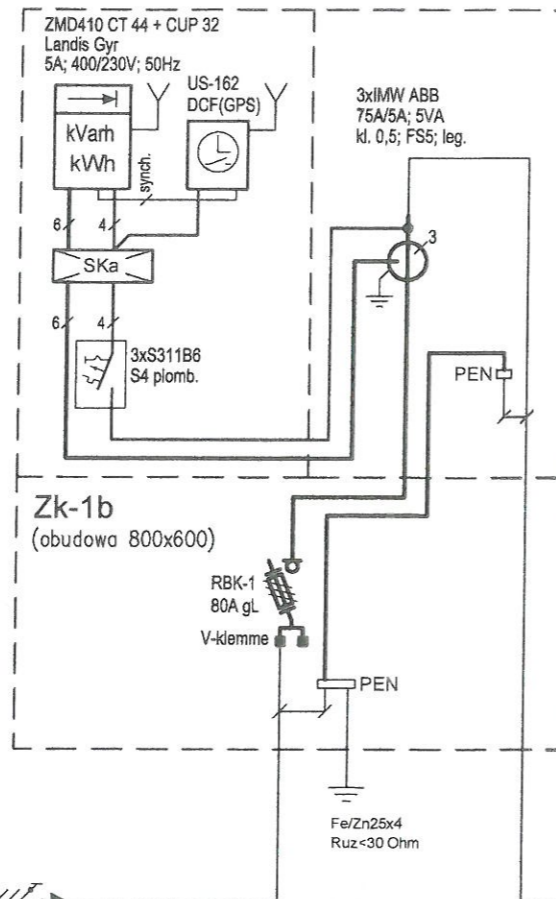 ZMD410 CT 44 + CUP 32
Landis Gyr
5A; 400/230V; 50Hz
US-162
DCF(GPS)
kVarh
kWh
synch.
6
4
SKa
6
4
3xS311B6
S4 plomb.
3xIMW ABB
75A/5A; 5VA
kl. 0,5; FS5; leg.
3
PEN
Zk-1b
(obudowa 800x600)
RBK-1
80A gL
V-klemme
PEN
Fe/Zn25x4
Ruz<30 Ohm